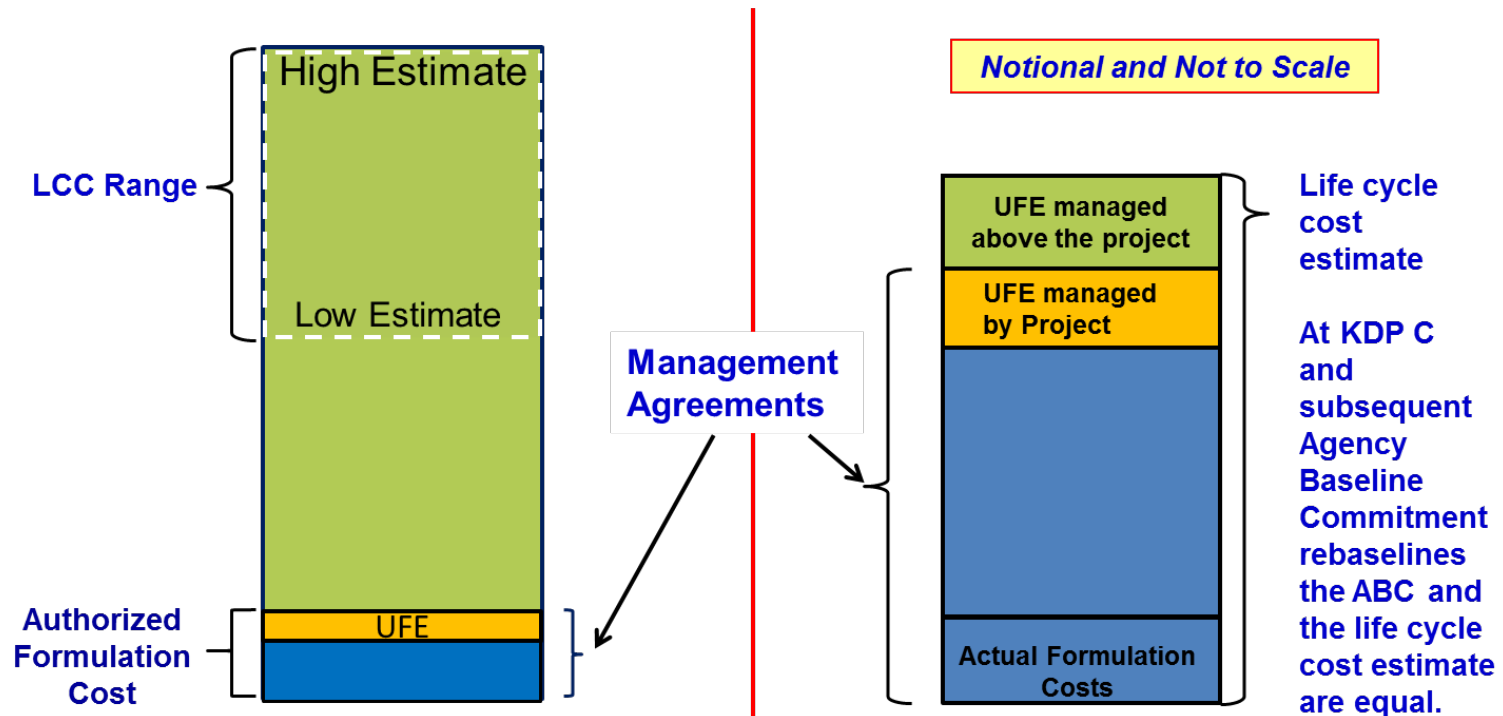 High Estimate
LCC Range
Low Estimate
Authorized
Formulation
Cost
UFE
Management
Agreements
Notional and Not to Scale
UFE managed
above the project
UFE managed
by Project
Actual Formulation
Costs
Life cycle
cost
estimate
At KDP C
and
subsequent
Agency
Baseline
Commitment
rebaselines
the ABC and
the life cycle
cost estimate
are equal.